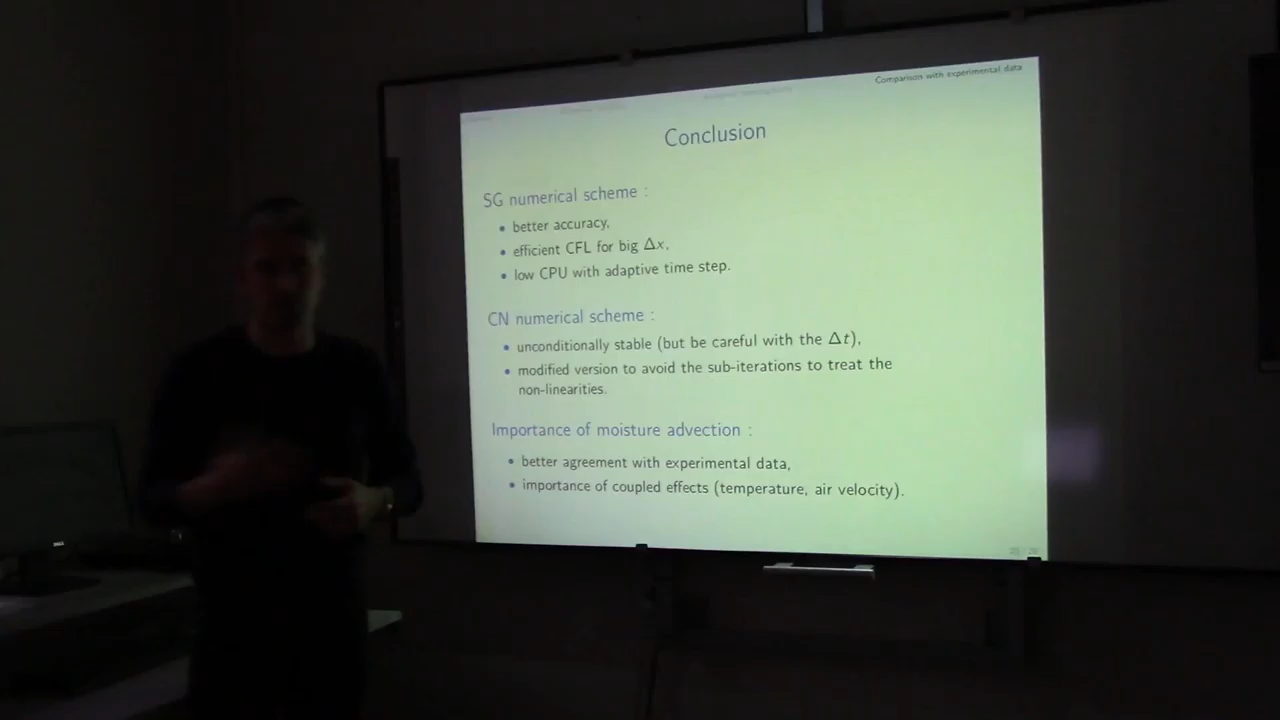 Comparison with experimental data
Conclusion
SG numerical scheme :
• better accuracy,
• efficient CFL for big Δx,
• low CPU with adaptive time step.
CN numerical scheme :
• unconditionally stable (but be careful with the Δt),
• modified version to avoid the sub-iterations to treat the
non-linearities.
Importance of moisture advection :
• better agreement with experimental data,
• importance of coupled effects (temperature, air velocity).
DELL